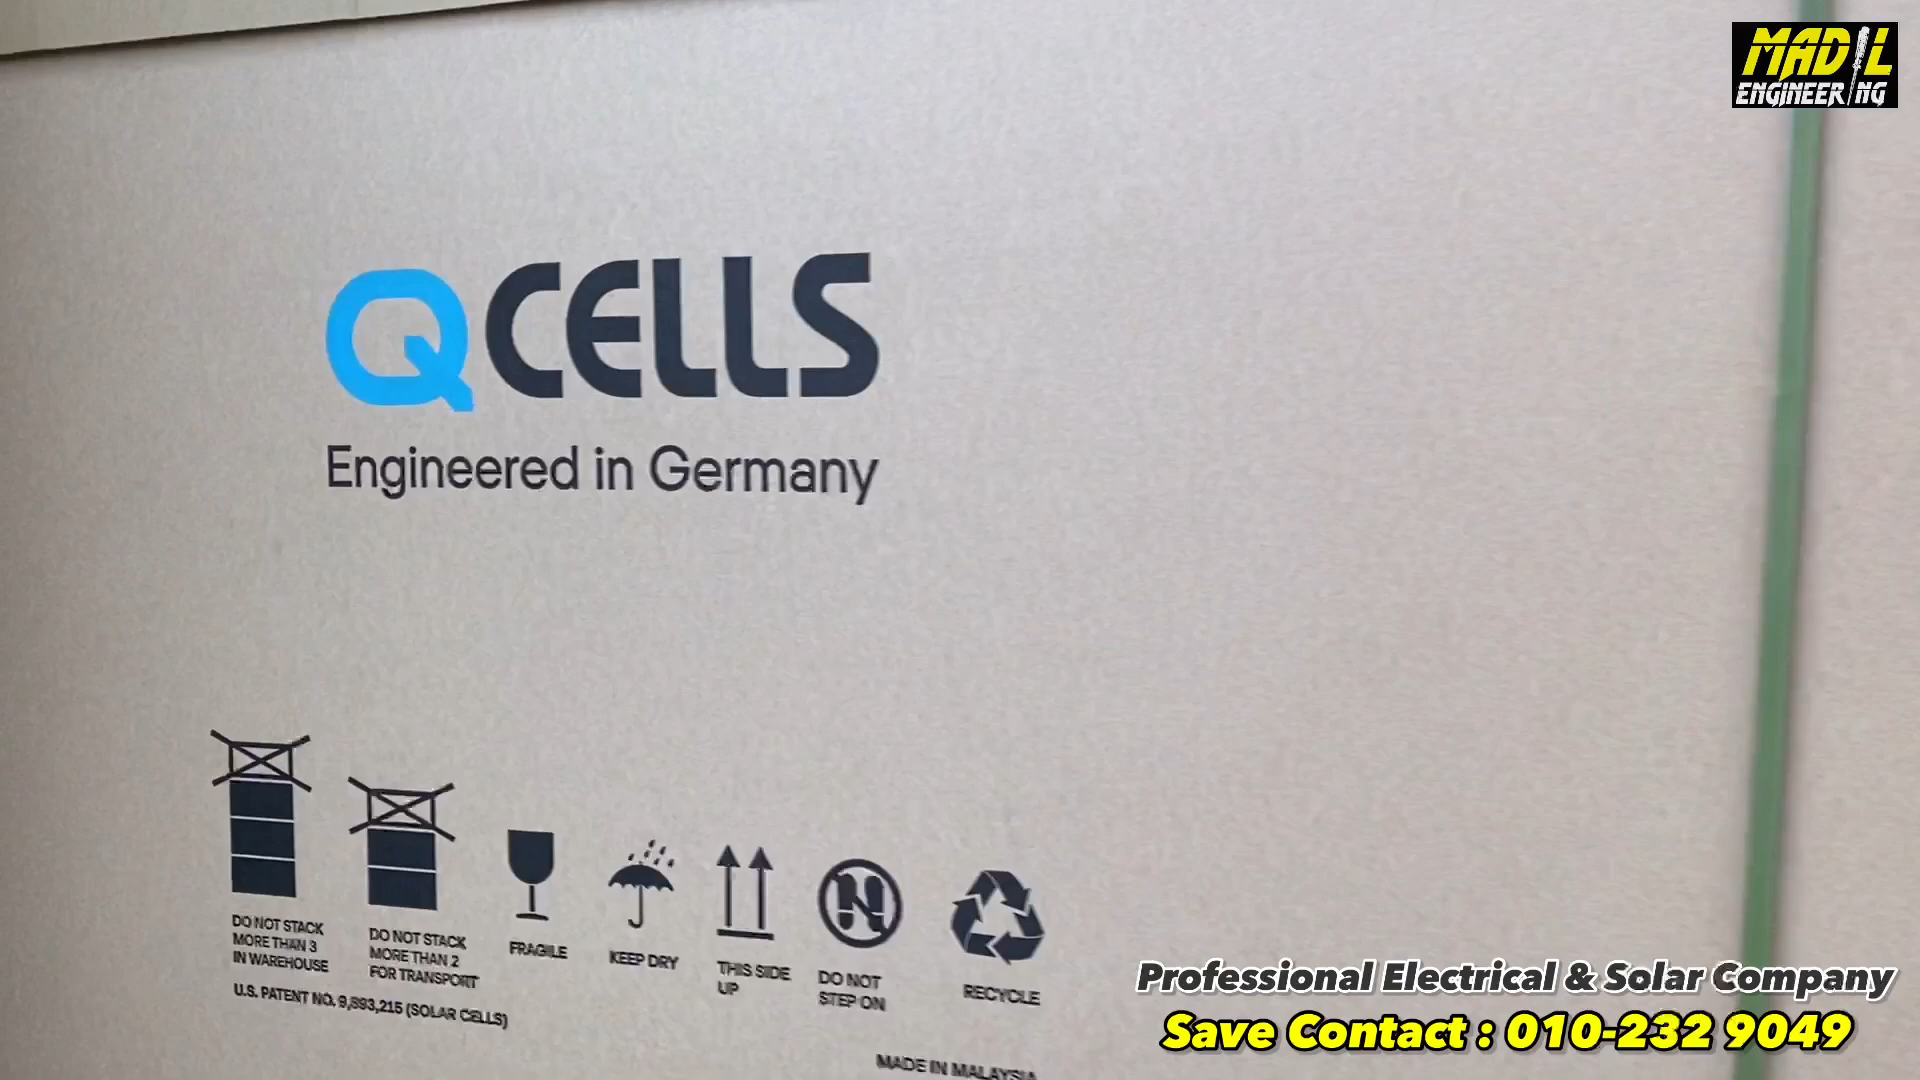 MADIL
ENGINEERING
QCELLS
Engineered in Germany
DO NOT STACK
MORE THAN 3
IN WAREHOUSE
DO NOT STACK
MORE THAN 2
FOR TRANSPORT
FRAGILE
KEEP DRY
THIS SIDE
UP
DO NOT
STEP ON
RECYCLE
U.S. PATENT NO. 9,893,215 (SOLAR CELLS)
MADE IN MALAYSIA
Professional Electrical & Solar Company
Save Contact : 010-232 9049